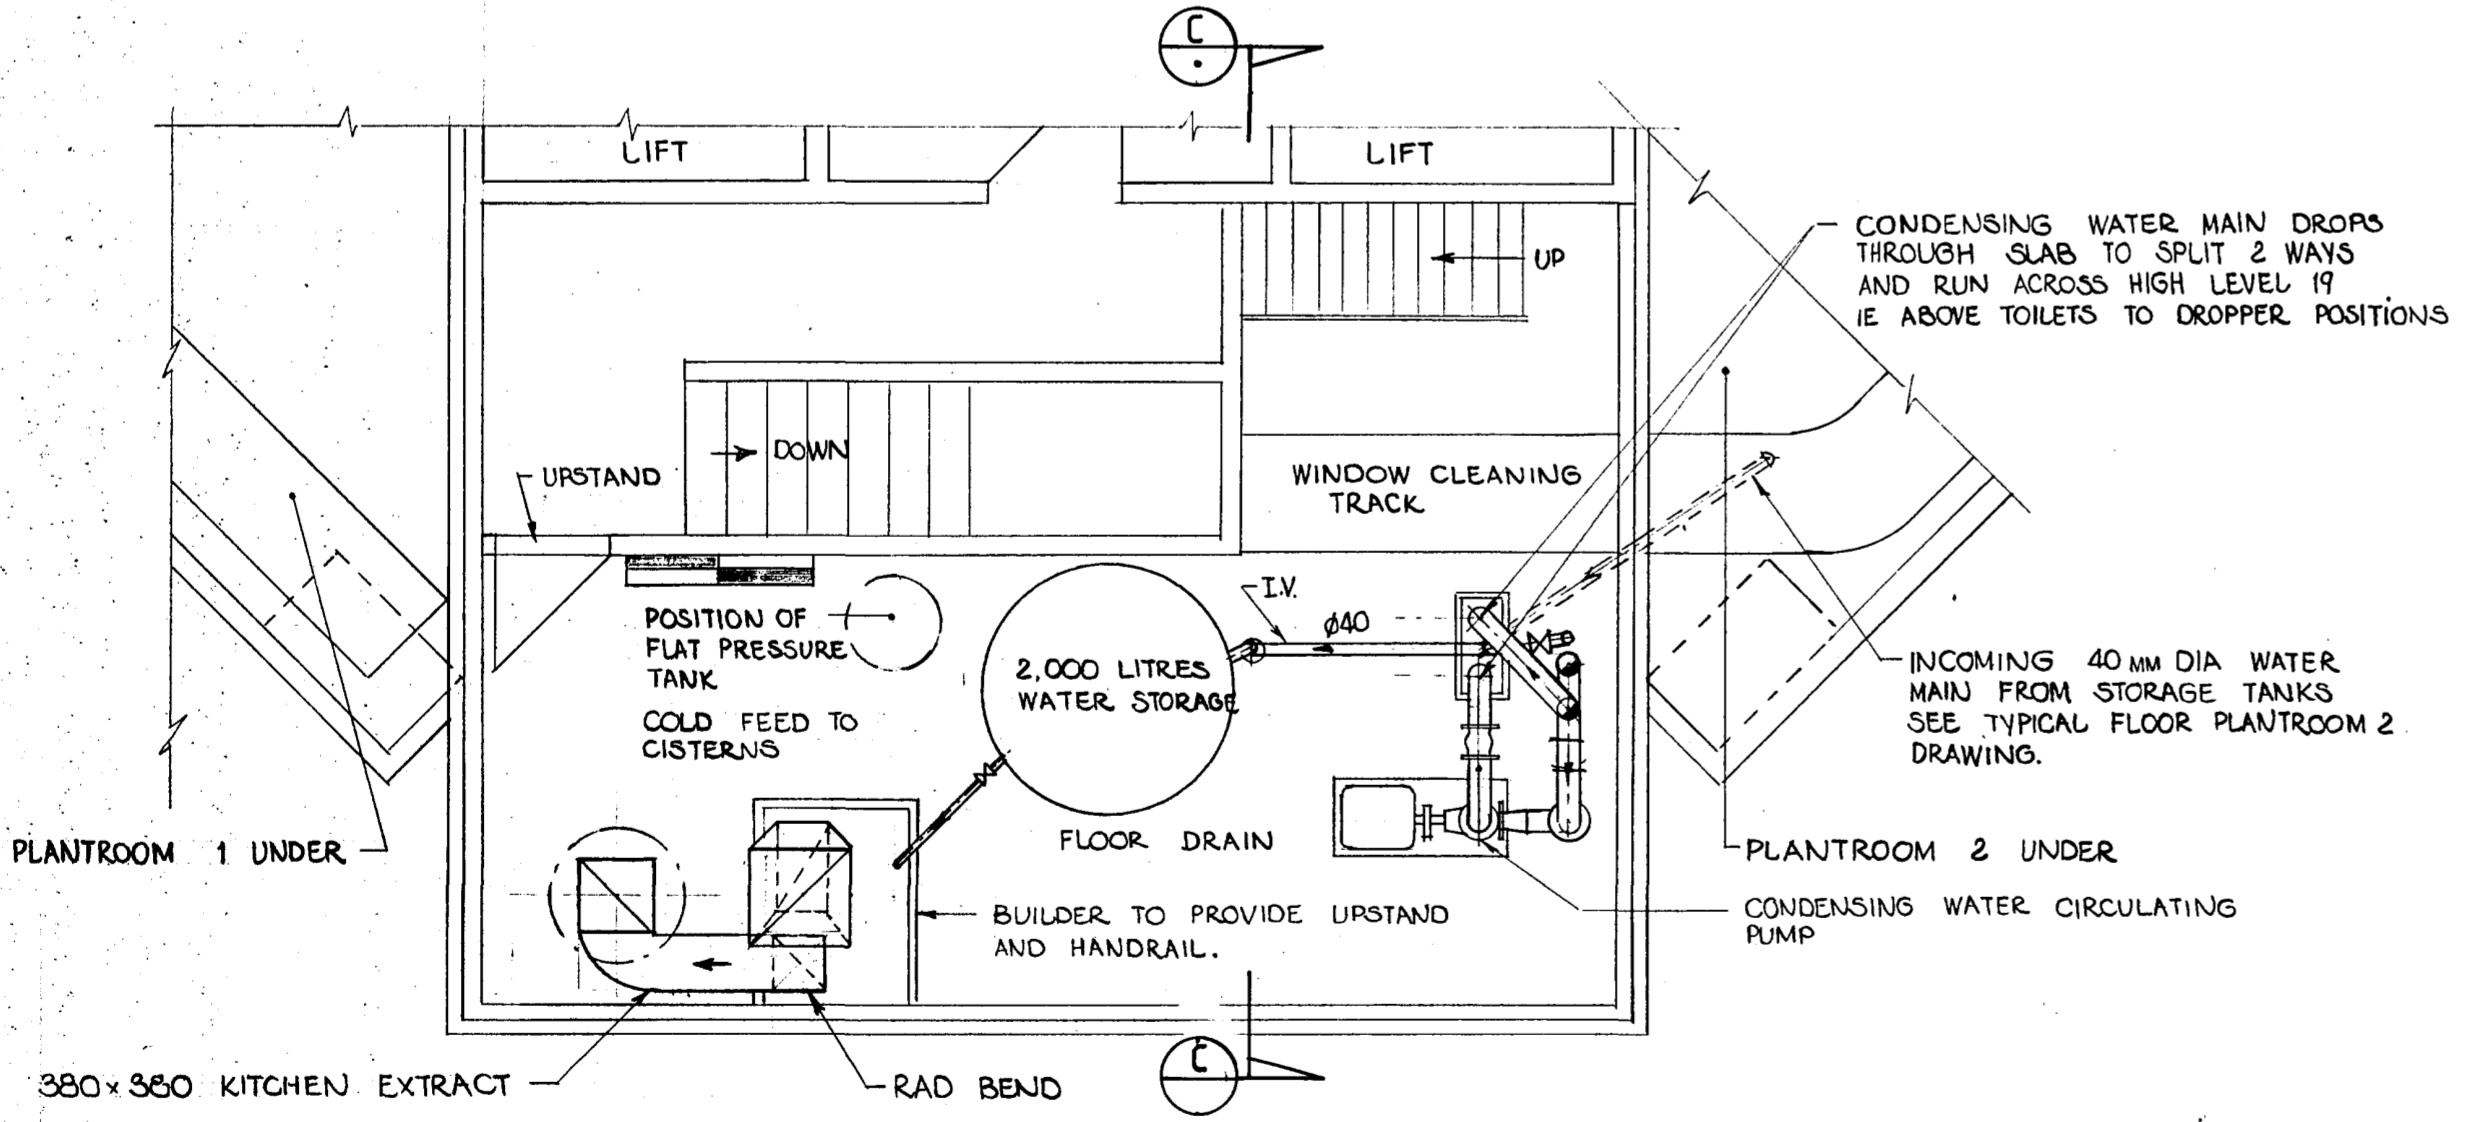 C
LIFT
LIFT
UP
CONDENSING WATER MAIN DROPS
THROUGH SLAB TO SPLIT 2 WAYS
AND RUN ACROSS HIGH LEVEL 19
IE ABOVE TOILETS TO DROPPER POSITIONS
DOWN
UPSTAND
WINDOW CLEANING
TRACK
I.V.
ø40
POSITION OF
FLAT PRESSURE
TANK
COLD FEED TO
CISTERNS
2,000 LITRES
WATER STORAGE
INCOMING 40 MM DIA WATER
MAIN FROM STORAGE TANKS
SEE TYPICAL FLOOR PLANTROOM 2
DRAWING.
PLANTROOM 1 UNDER
FLOOR DRAIN
PLANTROOM 2 UNDER
BUILDER TO PROVIDE UPSTAND
AND HANDRAIL.
CONDENSING WATER CIRCULATING
PUMP
380 x 380 KITCHEN EXTRACT
RAD BEND
C